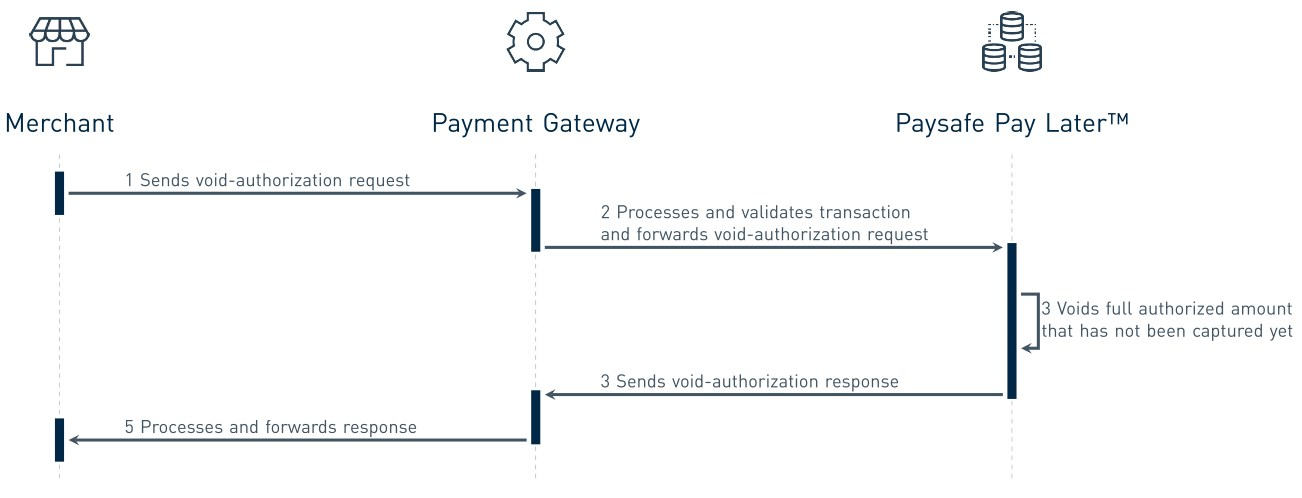 Merchant
Payment Gateway
Paysafe Pay Later™
1 Sends void-authorization request
2 Processes and validates transaction
and forwards void-authorization request
3 Voids full authorized amount
that has not been captured yet
3 Sends void-authorization response
5 Processes and forwards response